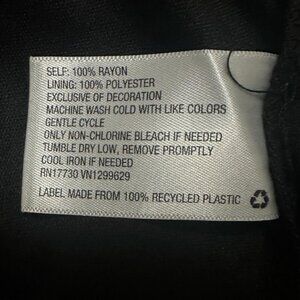 SELF: 100% RAYON
LINING: 100% POLYESTER
EXCLUSIVE OF DECORATION
MACHINE WASH COLD WITH LIKE COLORS
GENTLE CYCLE
ONLY NON-CHLORINE BLEACH IF NEEDED
TUMBLE DRY LOW, REMOVE PROMPTLY
COOL IRON IF NEEDED
RN17730 VN1299629
LABEL MADE FROM 100% RECYCLED PLASTIC